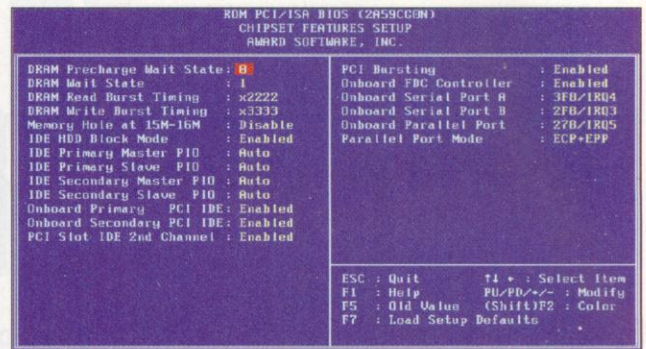 ROM PCI/ISA BIOS (2A59CG0N)
CHIPSET FEATURES SETUP
AWARD SOFTWARE, INC.
DRAM Precharge Wait State: 0
DRAM Wait State : 1
DRAM Read Burst Timing : x2222
DRAM Write Burst Timing : x3333
Memory Hole at 15M-16M : Disable
IDE HDD Block Mode : Enabled
IDE Primary Master PIO : Auto
IDE Primary Slave PIO : Auto
IDE Secondary Master PIO : Auto
IDE Secondary Slave PIO : Auto
Onboard Primary PCI IDE: Enabled
Onboard Secondary PCI IDE: Enabled
PCI Slot IDE 2nd Channel : Enabled
PCI Bursting : Enabled
Onboard FDC Controller : Enabled
Onboard Serial Port A : 3F8/IRQ4
Onboard Serial Port B : 2F8/IRQ3
Onboard Parallel Port : 278/IRQ5
Parallel Port Mode : ECP+EPP
ESC : Quit ↑↓ ← : Select Item
F1 : Help PU/PD/+/- : Modify
F5 : Old Value (Shift)F2 : Color
F7 : Load Setup Defaults